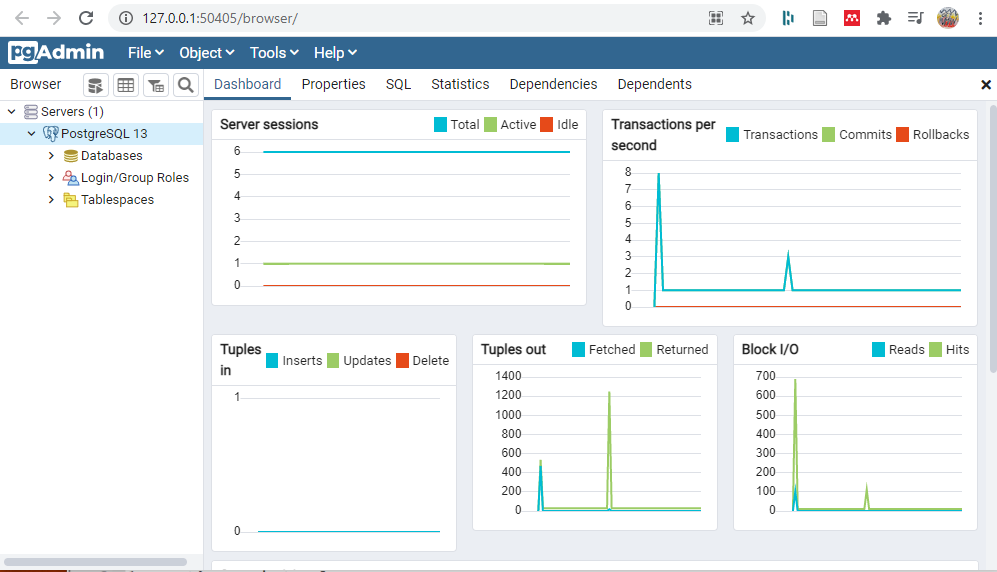 127.0.0.1:50405/browser/
pgAdmin File Object Tools Help
Browser Dashboard Properties SQL Statistics Dependencies Dependents
Servers (1)
PostgreSQL 13
Databases
Login/Group Roles
Tablespaces
Server sessions Total Active Idle
6
5
4
3
2
1
0
Transactions per second Transactions Commits Rollbacks
8
7
6
5
4
3
2
1
0
Tuples in Inserts Updates Delete
1
0
Tuples out Fetched Returned
1400
1200
1000
800
600
400
200
0
Block I/O Reads Hits
700
600
500
400
300
200
100
0